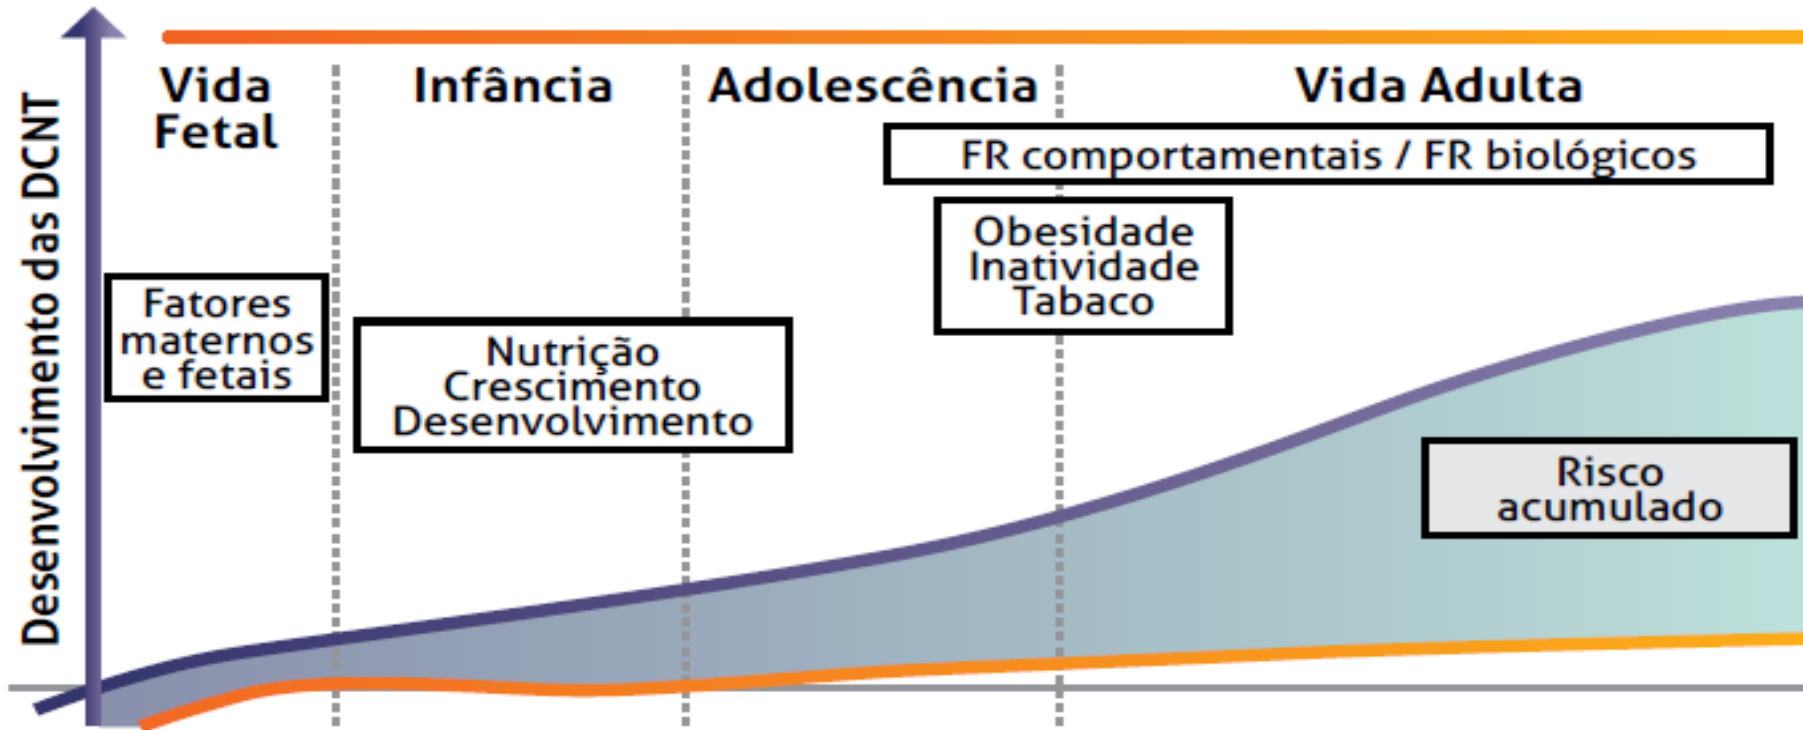 Desenvolvimento das DCNT
Vida
Fetal
Infância
Adolescência
Vida Adulta
FR comportamentais / FR biológicos
Obesidade
Inatividade
Tabaco
Fatores
maternos
e fetais
Nutrição
Crescimento
Desenvolvimento
Risco
acumulado